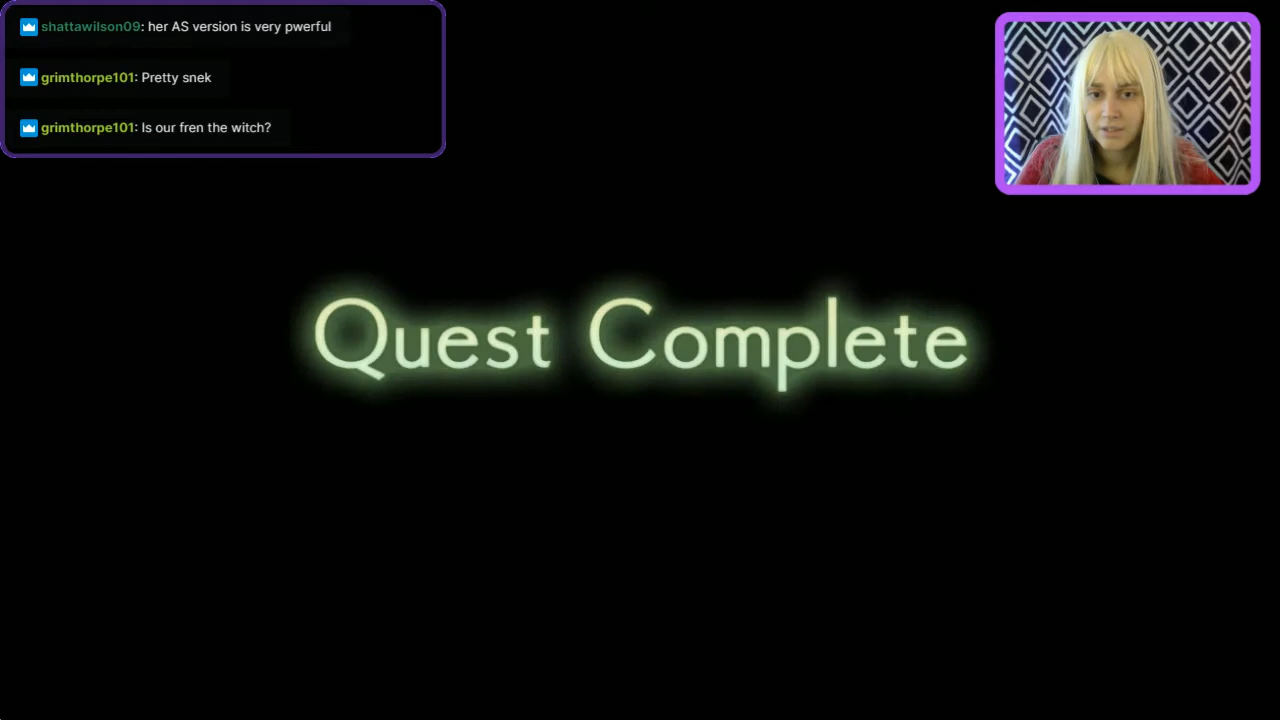 shattawilson09: her AS version is very pwerful
grimthorpe101: Pretty snek
grimthorpe101: Is our fren the witch?
Quest Complete